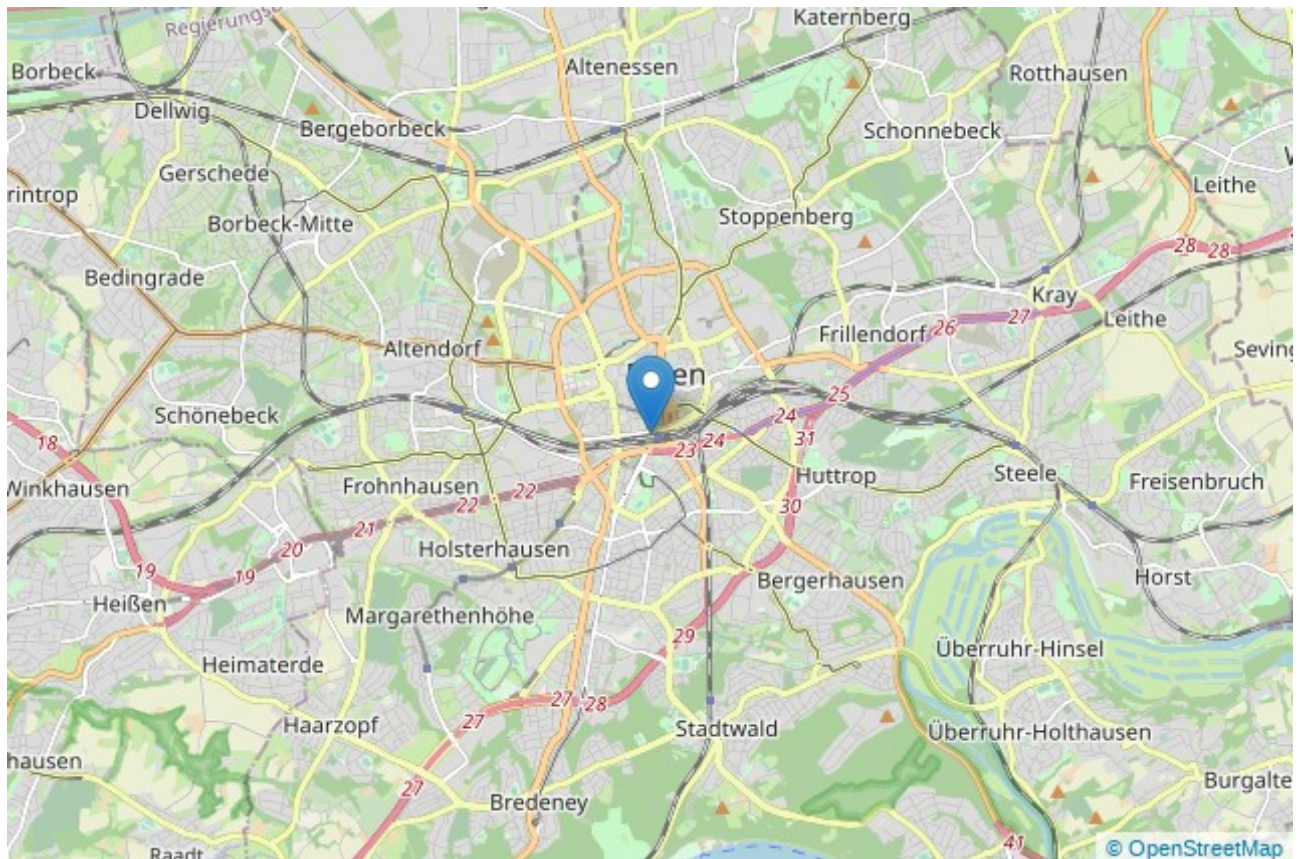 Regierungsb
Katernberg
Borbeck
Altenessen
Rotthausen
Dellwig
Bergeborbeck
Schonnebeck
Gerschede
Leithe
rintrop
Borbeck-Mitte
Stoppenberg
28
28
Bedingrade
Kray
27
26
Leithe
Frillendorf
Altendorf
Seving
en
25
Schönebeck
24
18
24
31
23
Winkhausen
Frohnhausen
22
22
Huttrop
Steele
Freisenbruch
30
21
20
Holsterhausen
19
19
Bergerhausen
Horst
Heißen
Margarethenhöhe
29
Heimaterde
Überruhr-Hinsel
27
28
27
Haarzopf
Stadtwald
Überruhr-Holthausen
hausen
27
Burgalte
Bredeney
41
Raadt
© OpenStreetMap